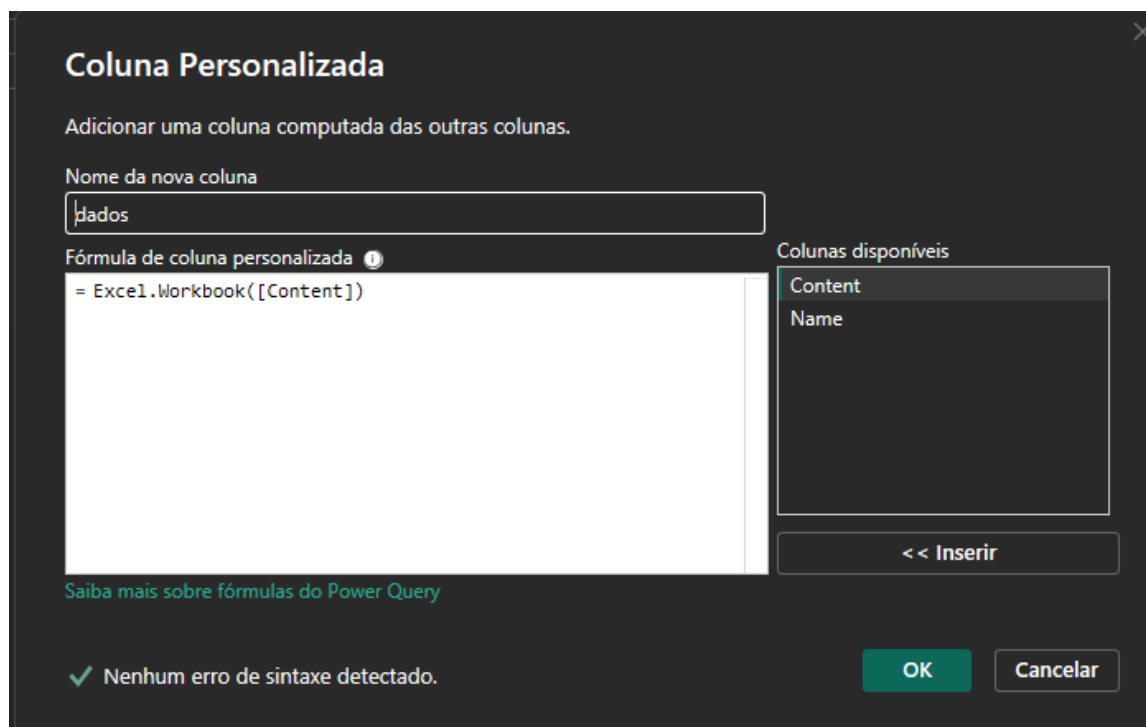 Coluna Personalizada
Adicionar uma coluna computada das outras colunas.
Nome da nova coluna
dados
Fórmula de coluna personalizada
= Excel.Workbook([Content])
Colunas disponíveis
Content
Name
<< Inserir
Saiba mais sobre fórmulas do Power Query
Nenhum erro de sintaxe detectado.
OK
Cancelar